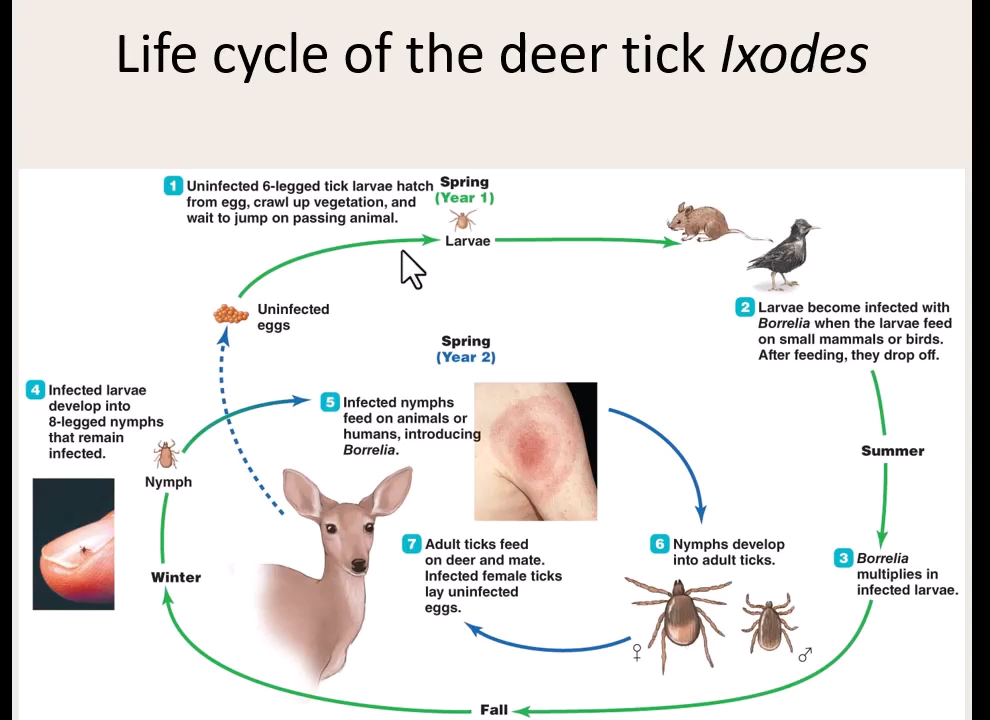 Life cycle of the deer tick Ixodes
1 Uninfected 6-legged tick larvae hatch
from egg, crawl up vegetation, and
wait to jump on passing animal.
Spring
(Year 1)
Larvae
Uninfected
eggs
2 Larvae become infected with
Borrelia when the larvae feed
on small mammals or birds.
After feeding, they drop off.
Spring
(Year 2)
4 Infected larvae
develop into
8-legged nymphs
that remain
infected.
Nymph
5 Infected nymphs
feed on animals or
humans, introducing
Borrelia.
Summer
7 Adult ticks feed
on deer and mate.
Infected female ticks
lay uninfected
eggs.
6 Nymphs develop
into adult ticks.
3 Borrelia
multiplies in
infected larvae.
Winter
♀
♂
Fall